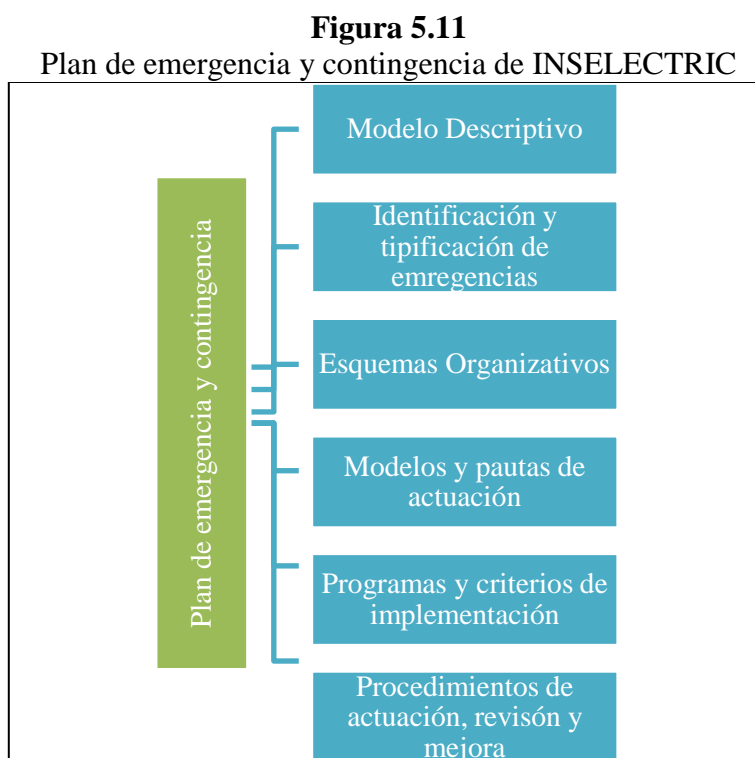 Figura 5.11
Plan de emergencia y contingencia de INSELECTRIC
Plan de emergencia y contingencia
Modelo Descriptivo
Identificación y
tipificación de
emregencias
Esquemas Organizativos
Modelos y pautas de
actuación
Programas y criterios de
implementación
Procedimientos de
actuación, revisón y
mejora